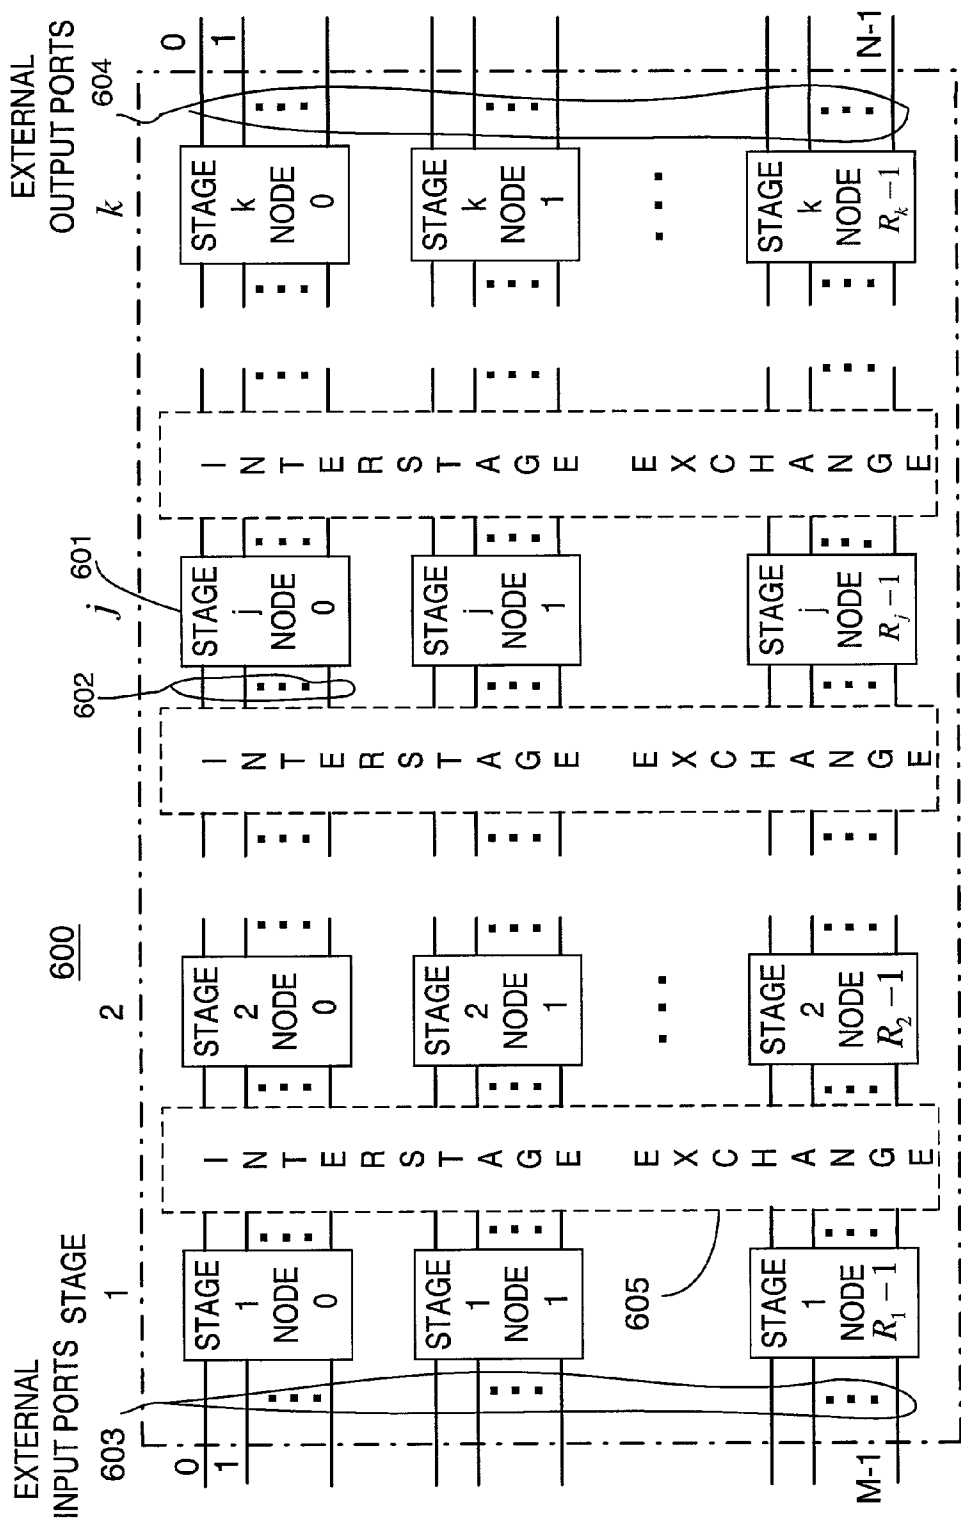 600
EXTERNAL
INPUT PORTS
603
STAGE
1
2
j
k
EXTERNAL
OUTPUT PORTS
604
601
602
605
0
1
M-1
0
1
N-1
STAGE
1
NODE
0
STAGE
1
NODE
1
STAGE
1
NODE
R₁-1
INTERSTAGE EXCHANGE
STAGE
2
NODE
0
STAGE
2
NODE
1
STAGE
2
NODE
R₂-1
INTERSTAGE EXCHANGE
STAGE
j
NODE
0
STAGE
j
NODE
1
STAGE
j
NODE
Rⱼ-1
INTERSTAGE EXCHANGE
STAGE
k
NODE
0
STAGE
k
NODE
1
STAGE
k
NODE
Rₖ-1